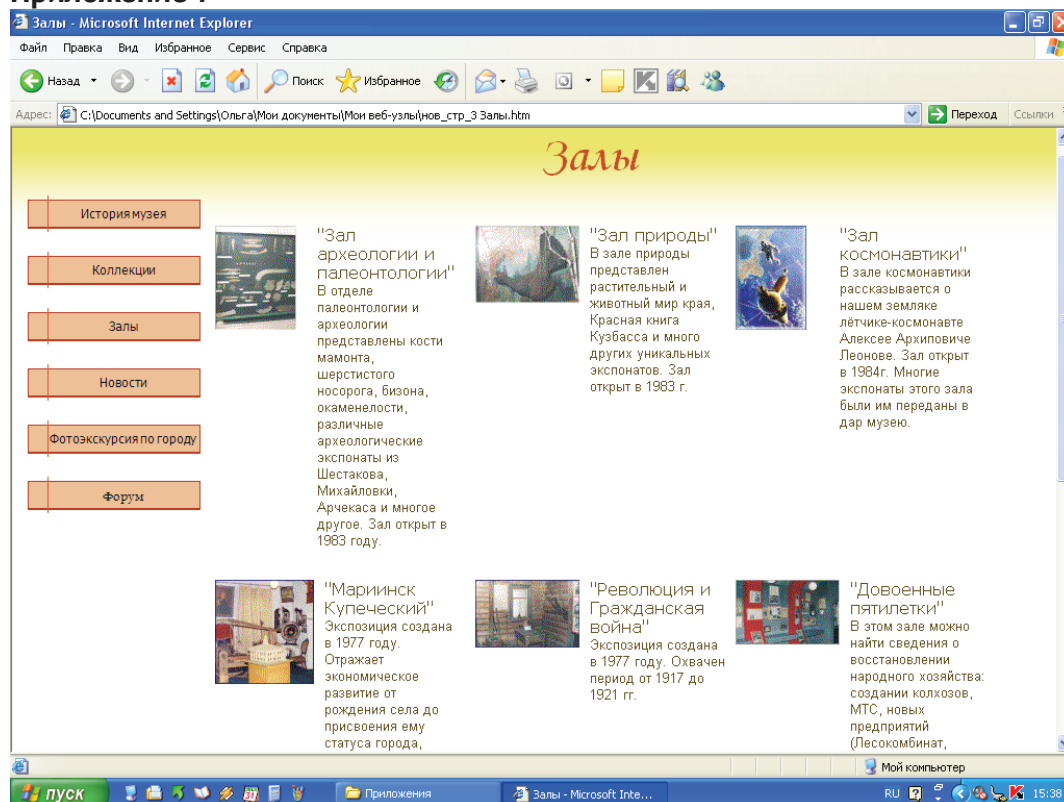 Залы - Microsoft Internet Explorer
Файл Правка Вид Избранное Сервис Справка
Назад Поиск Избранное
Адрес: C:\Documents and Settings\Ольга\Мои документы\Мои веб-узлы\нов_стр_3 Залы.htm Переход Ссылки
Залы
История музея
Коллекции
Залы
Новости
Фотоэкскурсия по городу
Форум
"Зал
археологии и
палеонтологии"
В отделе
палеонтологии и
археологии
представлены кости
мамонта,
шерстистого
носорога, бизона,
окаменелости,
различные
археологические
экспонаты из
Шестакова,
Михайловки,
Арчекаса и многое
другое. Зал открыт в
1983 году.
"Зал природы"
В зале природы
представлен
растительный и
животный мир края,
Красная книга
Кузбасса и много
других уникальных
экспонатов. Зал
открыт в 1983 г.
"Зал
космонавтики"
В зале космонавтики
рассказывается о
нашем земляке
лётчике-космонавте
Алексее Архиповиче
Леонове. Зал открыт
в 1984г. Многие
экспонаты этого зала
были им переданы в
дар музею.
"Мариинск
Купеческий"
Экспозиция создана
в 1977 году.
Отражает
экономическое
развитие от
рождения села до
присвоения ему
статуса города,
"Революция и
Гражданская
война"
Экспозиция создана
в 1977 году. Охвачен
период от 1917 до
1921 гг.
"Довоенные
пятилетки"
В этом зале можно
найти сведения о
восстановлении
народного хозяйства:
создании колхозов,
МТС, новых
предприятий
(Лесокомбинат,
Мой компьютер
пуск Приложения Залы - Microsoft Inte... RU 15:38